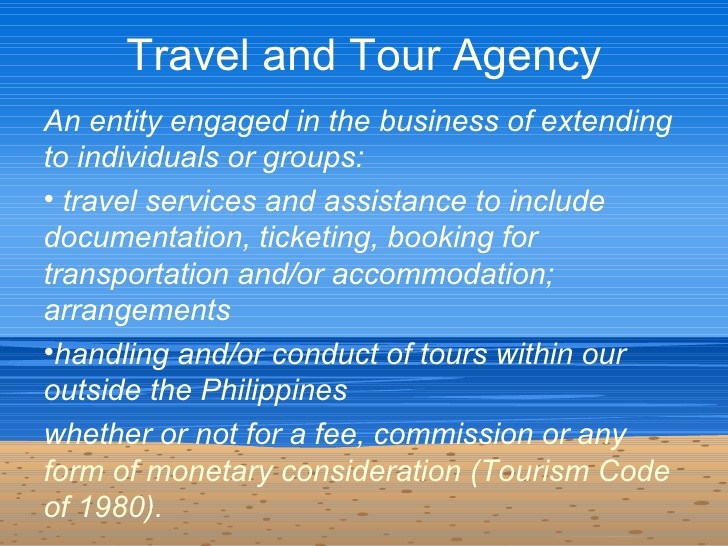 Travel and Tour Agency
An entity engaged in the business of extending
to individuals or groups:
• travel services and assistance to include
documentation, ticketing, booking for
transportation and/or accommodation;
arrangements
•handling and/or conduct of tours within our
outside the Philippines
whether or not for a fee, commission or any
form of monetary consideration (Tourism Code
of 1980).